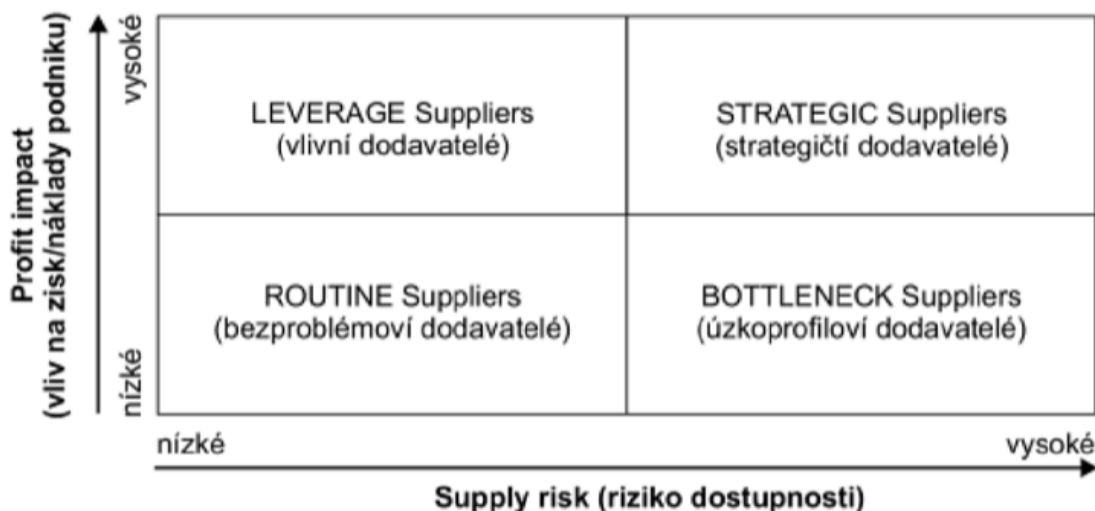 Profit impact
(vliv na zisk/náklady podniku)
vysoké
nízké
LEVERAGE Suppliers
(vlivní dodavatelé)
STRATEGIC Suppliers
(strategičtí dodavatelé)
ROUTINE Suppliers
(bezproblémoví dodavatelé)
BOTTLENECK Suppliers
(úzkoprofiloví dodavatelé)
nízké
vysoké
Supply risk (riziko dostupnosti)